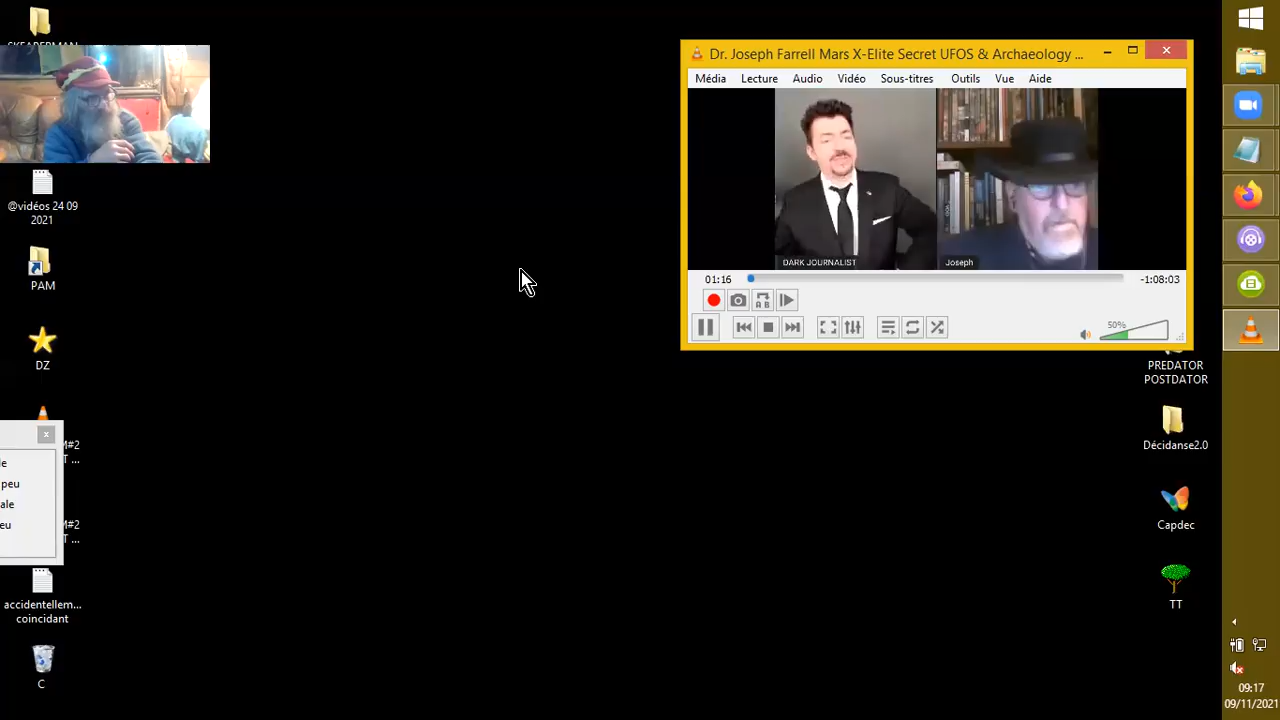 SKEAPERMAN
@vidéos 24 09
2021
PAM
DZ
M#2
T ...
le
peu
ale
eu
M#2
T ...
accidentellem...
coincidant
C
Dr. Joseph Farrell Mars X-Elite Secret UFOS & Archaeology ...
Média Lecture Audio Vidéo Sous-titres Outils Vue Aide
DARK JOURNALIST
Joseph
01:16
-1:08:03
A B
50%
PREDATOR
POSTDATOR
Décidanse2.0
Capdec
TT
09:17
09/11/2021